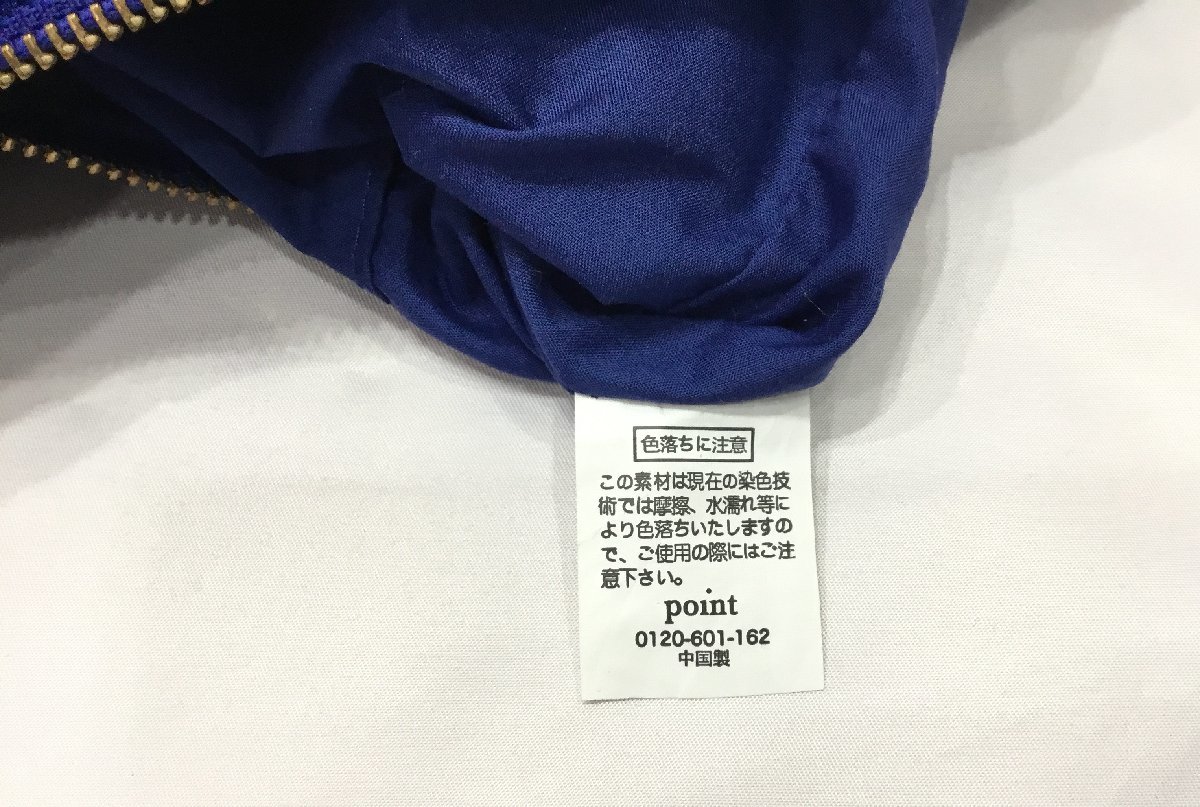 色落ちに注意
この素材は現在の染色技
術では摩擦、水濡れ等に
より色落ちいたしますの
で、ご使用の際にはご注
意下さい。
point
0120-601-162
中国製